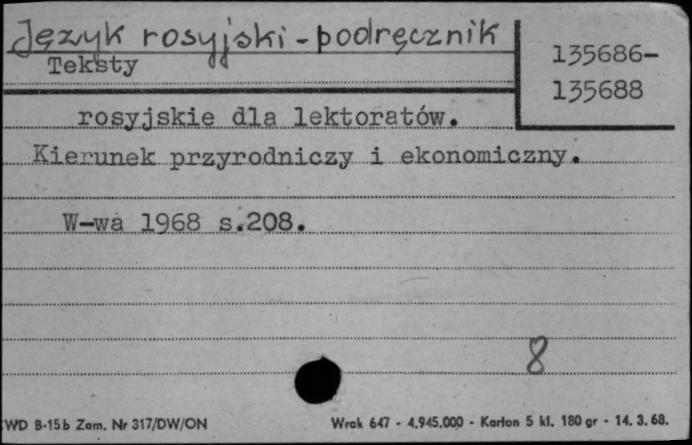 Język rosyjski - podręcznik
135686-
135688
Teksty
rosyjskie dla lektoratów.
Kierunek przyrodniczy i ekonomiczny.
W-wa 1968 s.208.
8
CWD B-15b Zam. Nr 317/DW/ON
Wrak 647 - 4.945.000 - Karton 5 kl. 180 gr - 14. 3. 68.